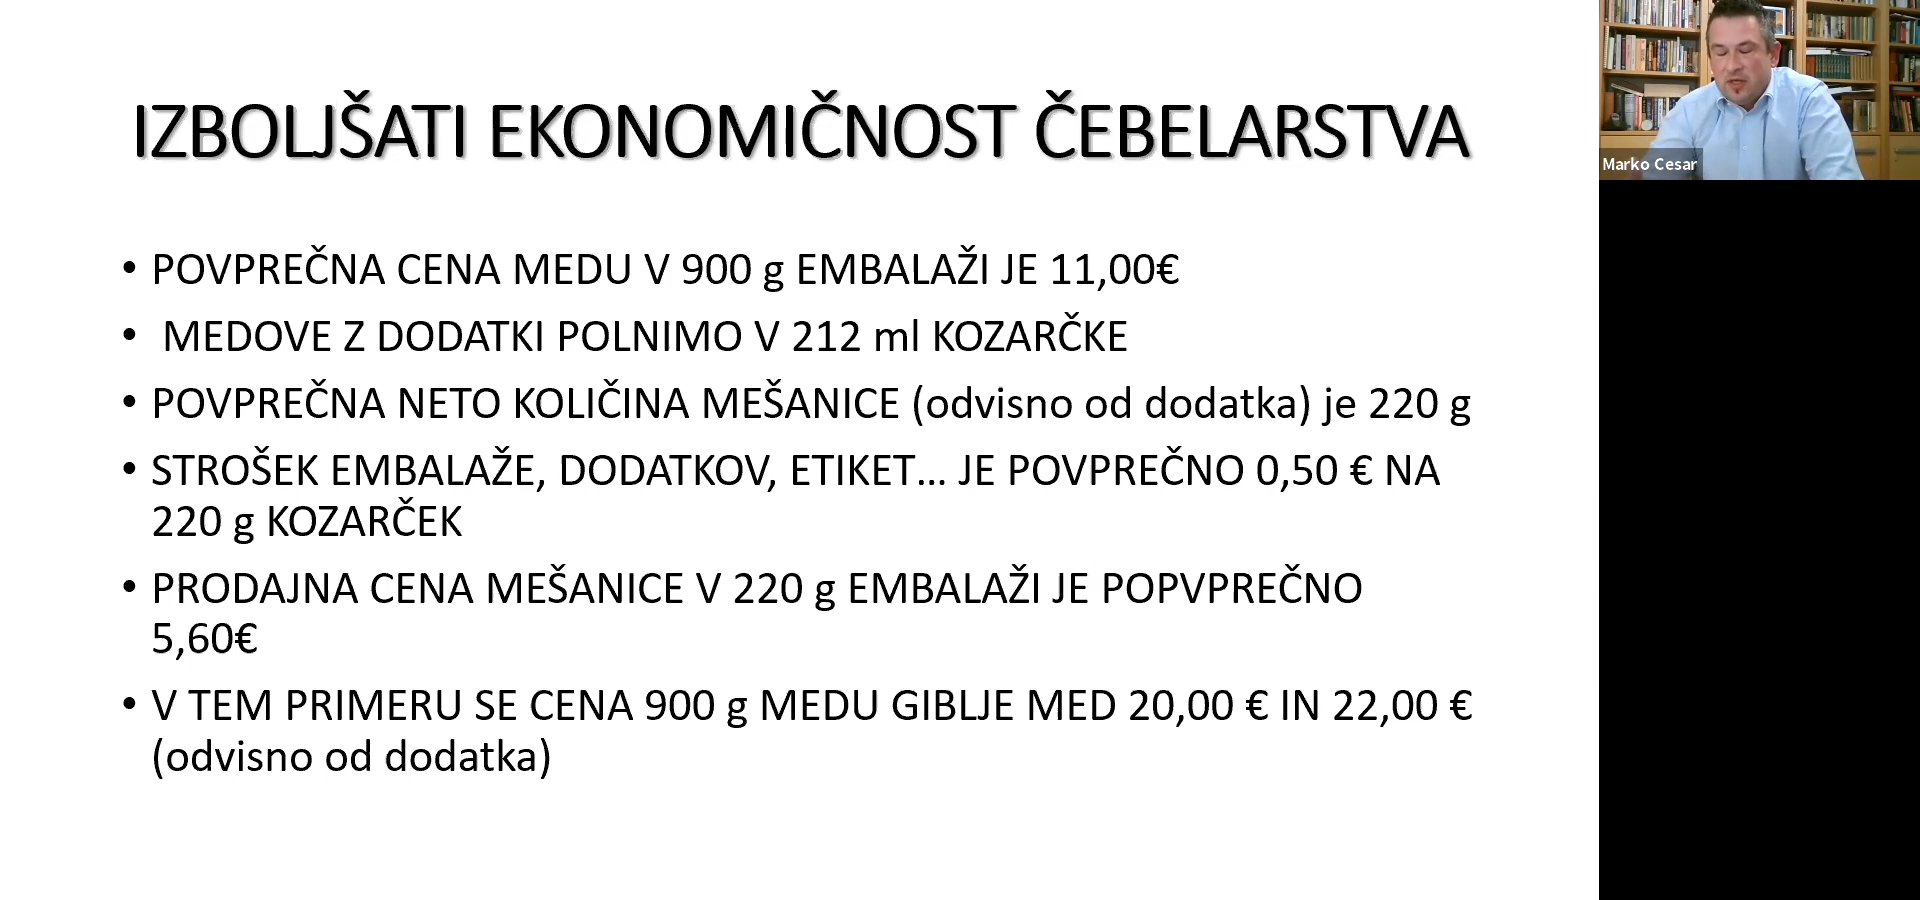 IZBOLJŠATI EKONOMIČNOST ČEBELARSTVA
• POVPREČNA CENA MEDU V 900 g EMBALAŽI JE 11,00€
• MEDOVE Z DODATKI POLNIMO V 212 ml KOZARČKE
• POVPREČNA NETO KOLIČINA MEŠANICE (odvisno od dodatka) je 220 g
• STROŠEK EMBALAŽE, DODATKOV, ETIKET... JE POVPREČNO 0,50 € NA
220 g KOZARČEK
• PRODAJNA CENA MEŠANICE V 220 g EMBALAŽI JE POPVPREČNO
5,60€
• V TEM PRIMERU SE CENA 900 g MEDU GIBLJE MED 20,00 € IN 22,00 €
(odvisno od dodatka)
Marko Cesar